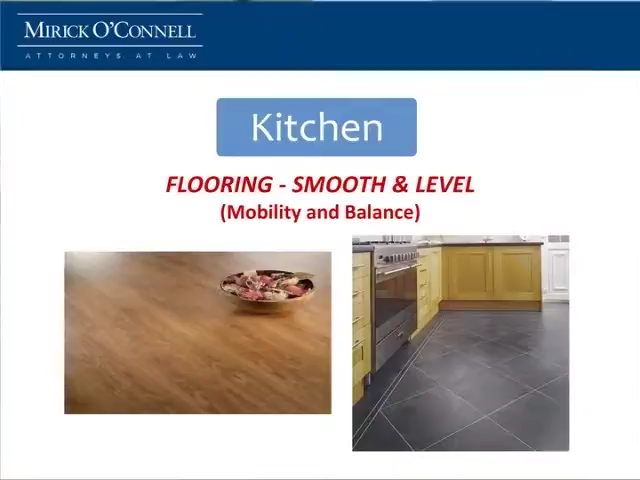 MIRICK O'CONNELL
ATTORNEYS AT LAW
Kitchen
FLOORING - SMOOTH & LEVEL
(Mobility and Balance)